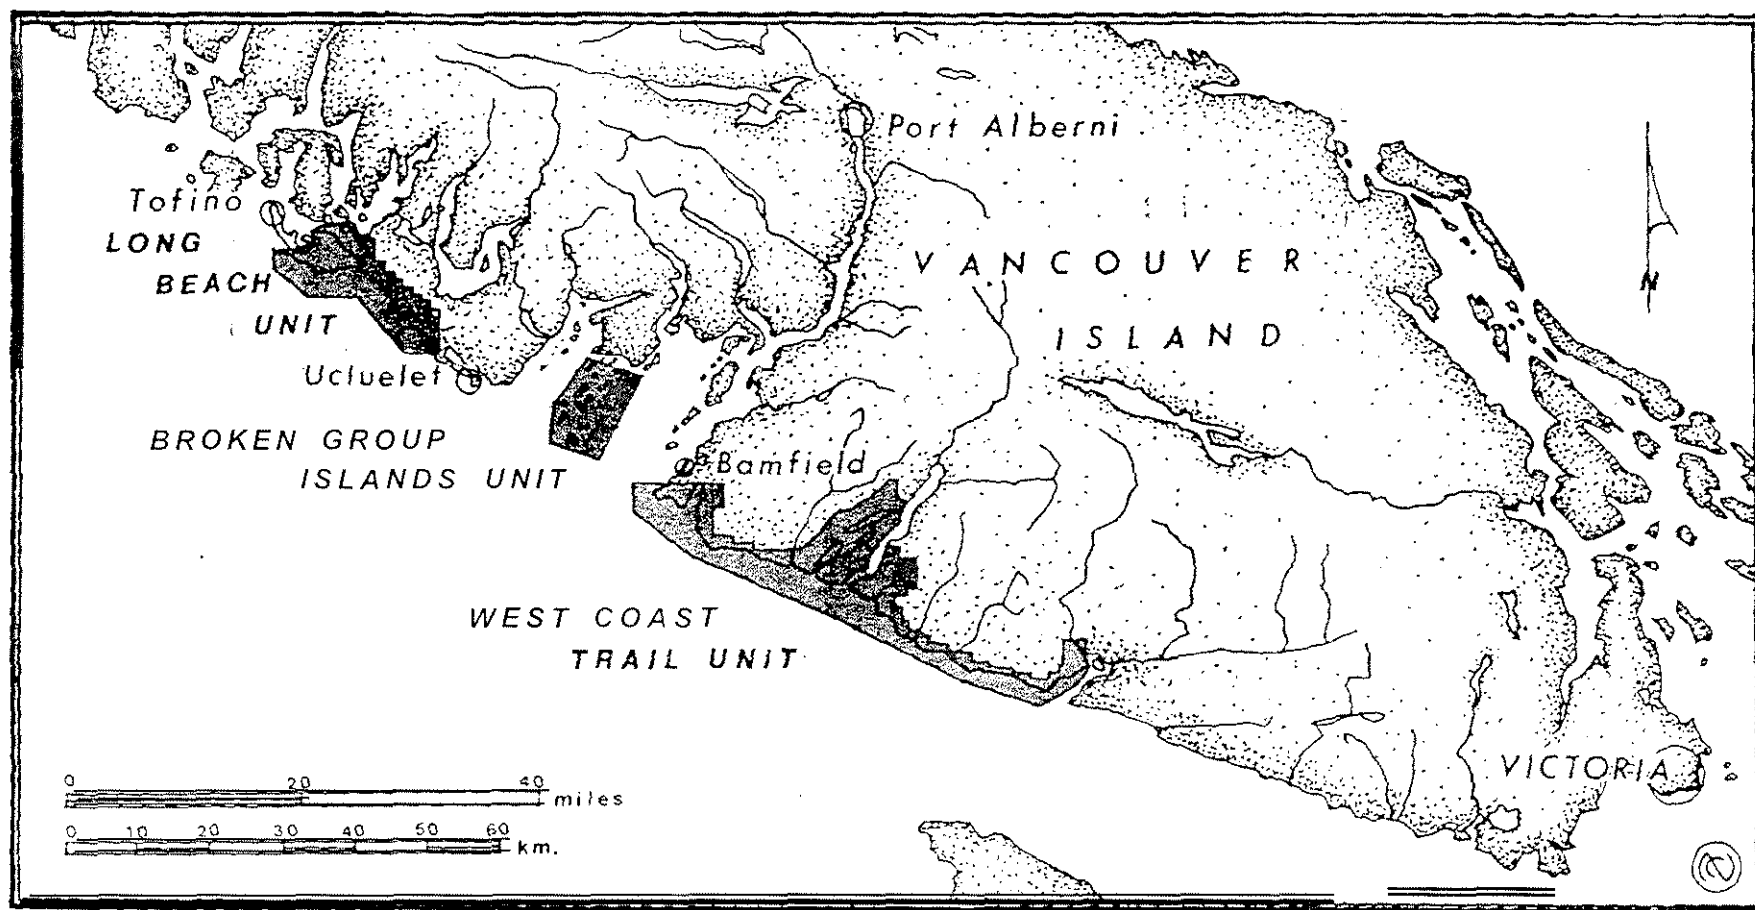 Port Alberni
Tofino
LONG
BEACH
UNIT
VANCOUVER
ISLAND
N
Ucluelet
BROKEN GROUP
ISLANDS UNIT
Bamfield
WEST COAST
TRAIL UNIT
VICTORIA
0 20 40
miles
0 10 20 30 40 50 60
km.